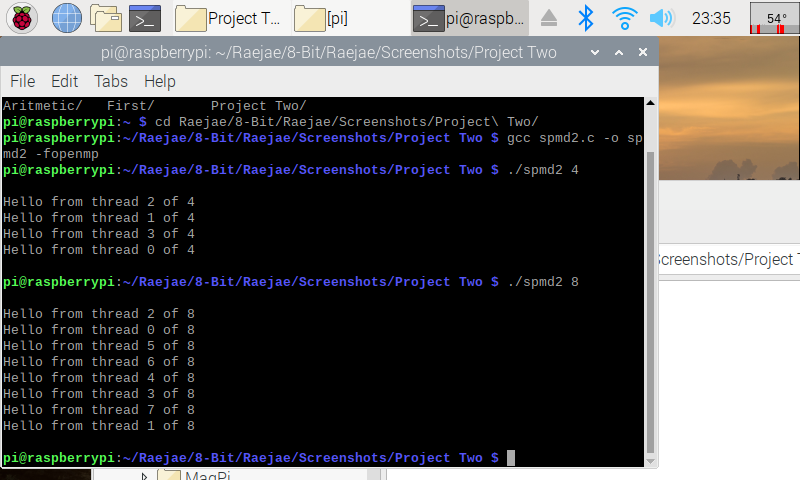 Project T... [pi] pi@raspb... 23:35 54°
pi@raspberrypi: ~/Raejae/8-Bit/Raejae/Screenshots/Project Two
File Edit Tabs Help
Aritmetic/ First/ Project Two/
pi@raspberrypi:~ $ cd Raejae/8-Bit/Raejae/Screenshots/Project\ Two/
pi@raspberrypi:~/Raejae/8-Bit/Raejae/Screenshots/Project Two $ gcc spmd2.c -o sp
md2 -fopenmp
pi@raspberrypi:~/Raejae/8-Bit/Raejae/Screenshots/Project Two $ ./spmd2 4
Hello from thread 2 of 4
Hello from thread 1 of 4
Hello from thread 3 of 4
Hello from thread 0 of 4
Screenshots/Project T
pi@raspberrypi:~/Raejae/8-Bit/Raejae/Screenshots/Project Two $ ./spmd2 8
Hello from thread 2 of 8
Hello from thread 0 of 8
Hello from thread 5 of 8
Hello from thread 6 of 8
Hello from thread 4 of 8
Hello from thread 3 of 8
Hello from thread 7 of 8
Hello from thread 1 of 8
pi@raspberrypi:~/Raejae/8-Bit/Raejae/Screenshots/Project Two $
MagPi